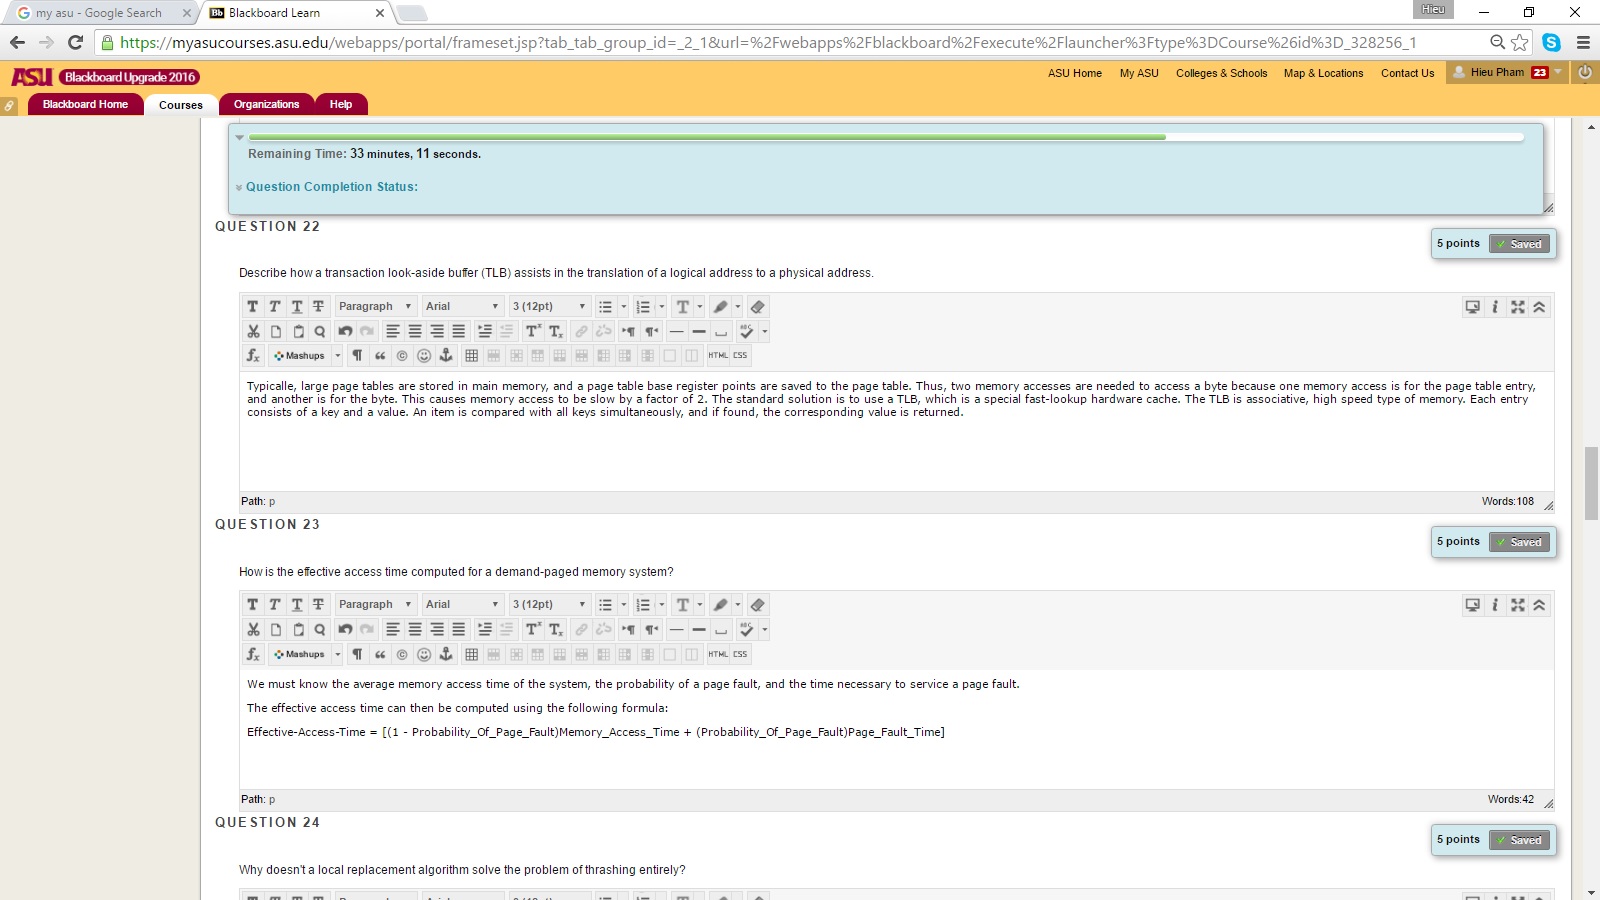 my asu - Google Search
Blackboard Learn
Hieu
https://myasucourses.asu.edu/webapps/portal/frameset.jsp?tab_tab_group_id=_2_1&url=%2Fwebapps%2Fblackboard%2Fexecute%2Flauncher%3Ftype%3DCourse%26id%3D_328256_1
ASU Blackboard Upgrade 2016
ASU Home My ASU Colleges & Schools Map & Locations Contact Us Hieu Pham 23
Blackboard Home Courses Organizations Help
Remaining Time: 33 minutes, 11 seconds.
Question Completion Status:
QUESTION 22
5 points Saved
Describe how a transaction look-aside buffer (TLB) assists in the translation of a logical address to a physical address.
T T T T Paragraph Arial 3 (12pt) T
ABC
fx Mashups HTML CSS
Typicalle, large page tables are stored in main memory, and a page table base register points are saved to the page table. Thus, two memory accesses are needed to access a byte because one memory access is for the page table entry,
and another is for the byte. This causes memory access to be slow by a factor of 2. The standard solution is to use a TLB, which is a special fast-lookup hardware cache. The TLB is associative, high speed type of memory. Each entry
consists of a key and a value. An item is compared with all keys simultaneously, and if found, the corresponding value is returned.
Path: p Words:108
QUESTION 23
5 points Saved
How is the effective access time computed for a demand-paged memory system?
T T T T Paragraph Arial 3 (12pt) T
ABC
fx Mashups HTML CSS
We must know the average memory access time of the system, the probability of a page fault, and the time necessary to service a page fault.
The effective access time can then be computed using the following formula:
Effective-Access-Time = [(1 - Probability_Of_Page_Fault)Memory_Access_Time + (Probability_Of_Page_Fault)Page_Fault_Time]
Path: p Words:42
QUESTION 24
5 points Saved
Why doesn't a local replacement algorithm solve the problem of thrashing entirely?